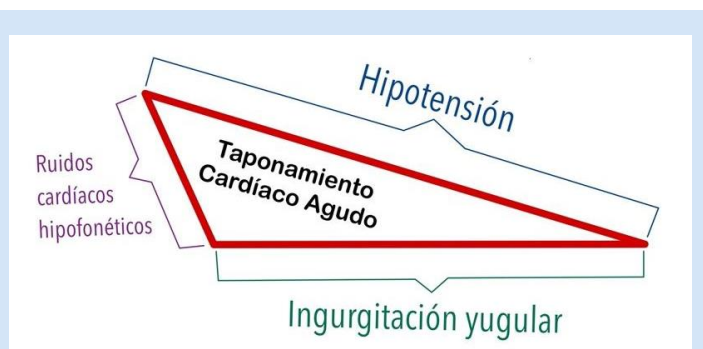 Hipotensión
Taponamiento
Cardíaco Agudo
Ruidos
cardíacos
hipofonéticos
Ingurgitación yugular